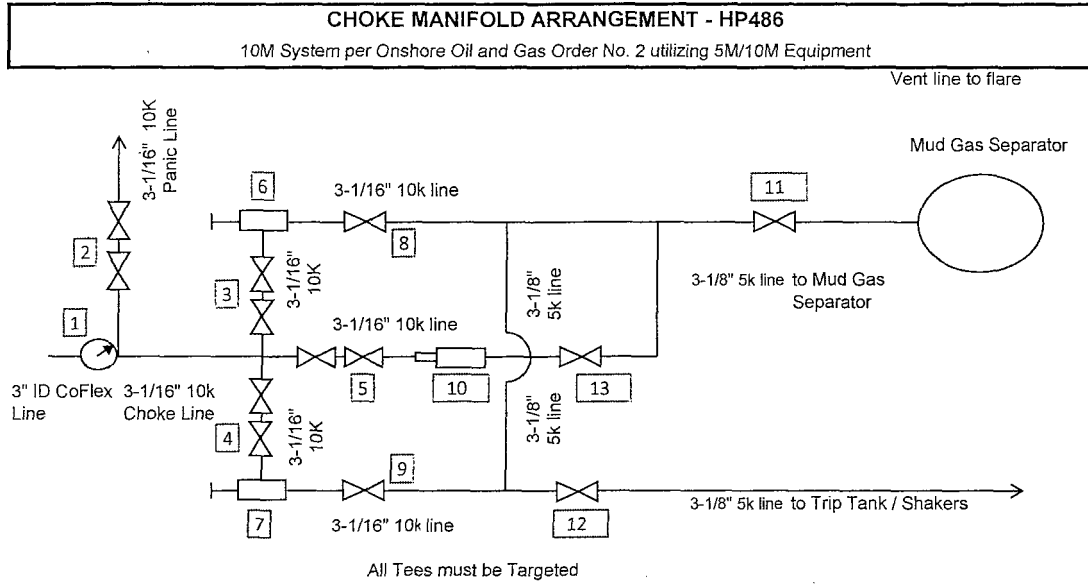 CHOKE MANIFOLD ARRANGEMENT - HP486
10M System per Onshore Oil and Gas Order No. 2 utilizing 5M/10M Equipment
Vent line to flare
Mud Gas Separator
3-1/16" 10K
Panic Line
6
3-1/16" 10k line
11
2
8
3
3-1/16"
10K
3-1/8"
5k line
3-1/8" 5k line to Mud Gas
Separator
1
3-1/16" 10k line
5
10
13
3" ID CoFlex
Line
3-1/16" 10k
Choke Line
4
3-1/16"
10K
3-1/8"
5k line
9
7
3-1/16" 10k line
12
3-1/8" 5k line to Trip Tank / Shakers
All Tees must be Targeted